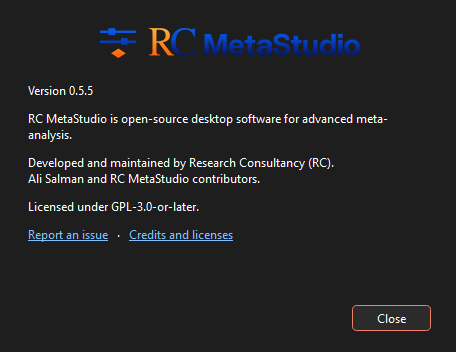 RC MetaStudio
Version 0.5.5
RC MetaStudio is open-source desktop software for advanced meta-
analysis.
Developed and maintained by Research Consultancy (RC).
Ali Salman and RC MetaStudio contributors.
Licensed under GPL-3.0-or-later.
Report an issue · Credits and licenses
Close